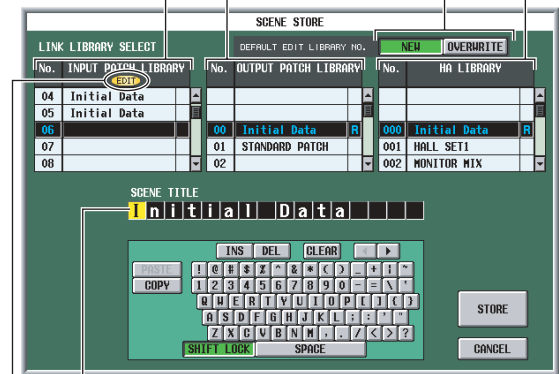 SCENE STORE
LINK LIBRARY SELECT DEFAULT EDIT LIBRARY NO. NEW OVERWRITE
No. INPUT PATCH LIBRARY No. OUTPUT PATCH LIBRARY No. HA LIBRARY
EDIT
04 Initial Data
05 Initial Data
06 00 Initial Data R 000 Initial Data R
07 01 STANDARD PATCH 001 HALL SET1
08 02 002 MONITOR MIX
SCENE TITLE
Initial Data
INS DEL CLEAR
PASTE ! @ # $ % ^ & * ( ) _ + | ~
COPY 1 2 3 4 5 6 7 8 9 0 - = \ '
Q W E R T Y U I O P [ ] { }
A S D F G H J K L ; : ' "
Z X C V B N M , . / < > ?
SHIFT LOCK SPACE
STORE
CANCEL